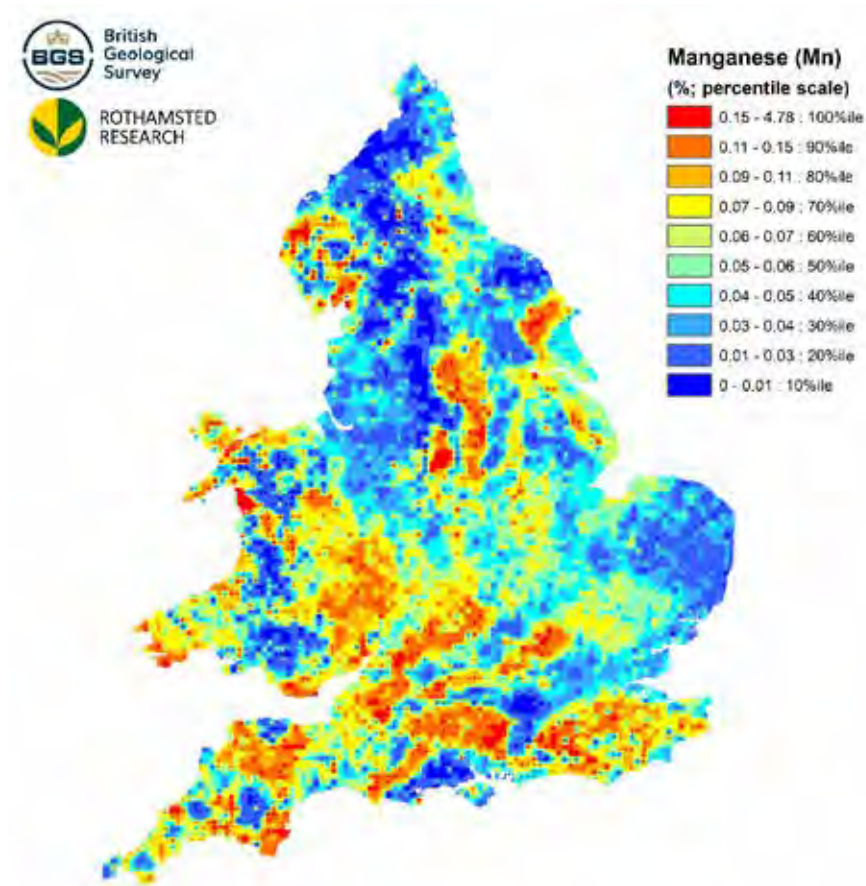 BGS
British
Geological
Survey
ROTHAMSTED
RESEARCH
Manganese (Mn)
(%; percentile scale)
0.15 - 4.78 : 100%ile
0.11 - 0.15 : 90%ile
0.09 - 0.11 : 80%ile
0.07 - 0.09 : 70%ile
0.06 - 0.07 : 60%ile
0.05 - 0.06 : 50%ile
0.04 - 0.05 : 40%ile
0.03 - 0.04 : 30%ile
0.01 - 0.03 : 20%ile
0 - 0.01 : 10%ile